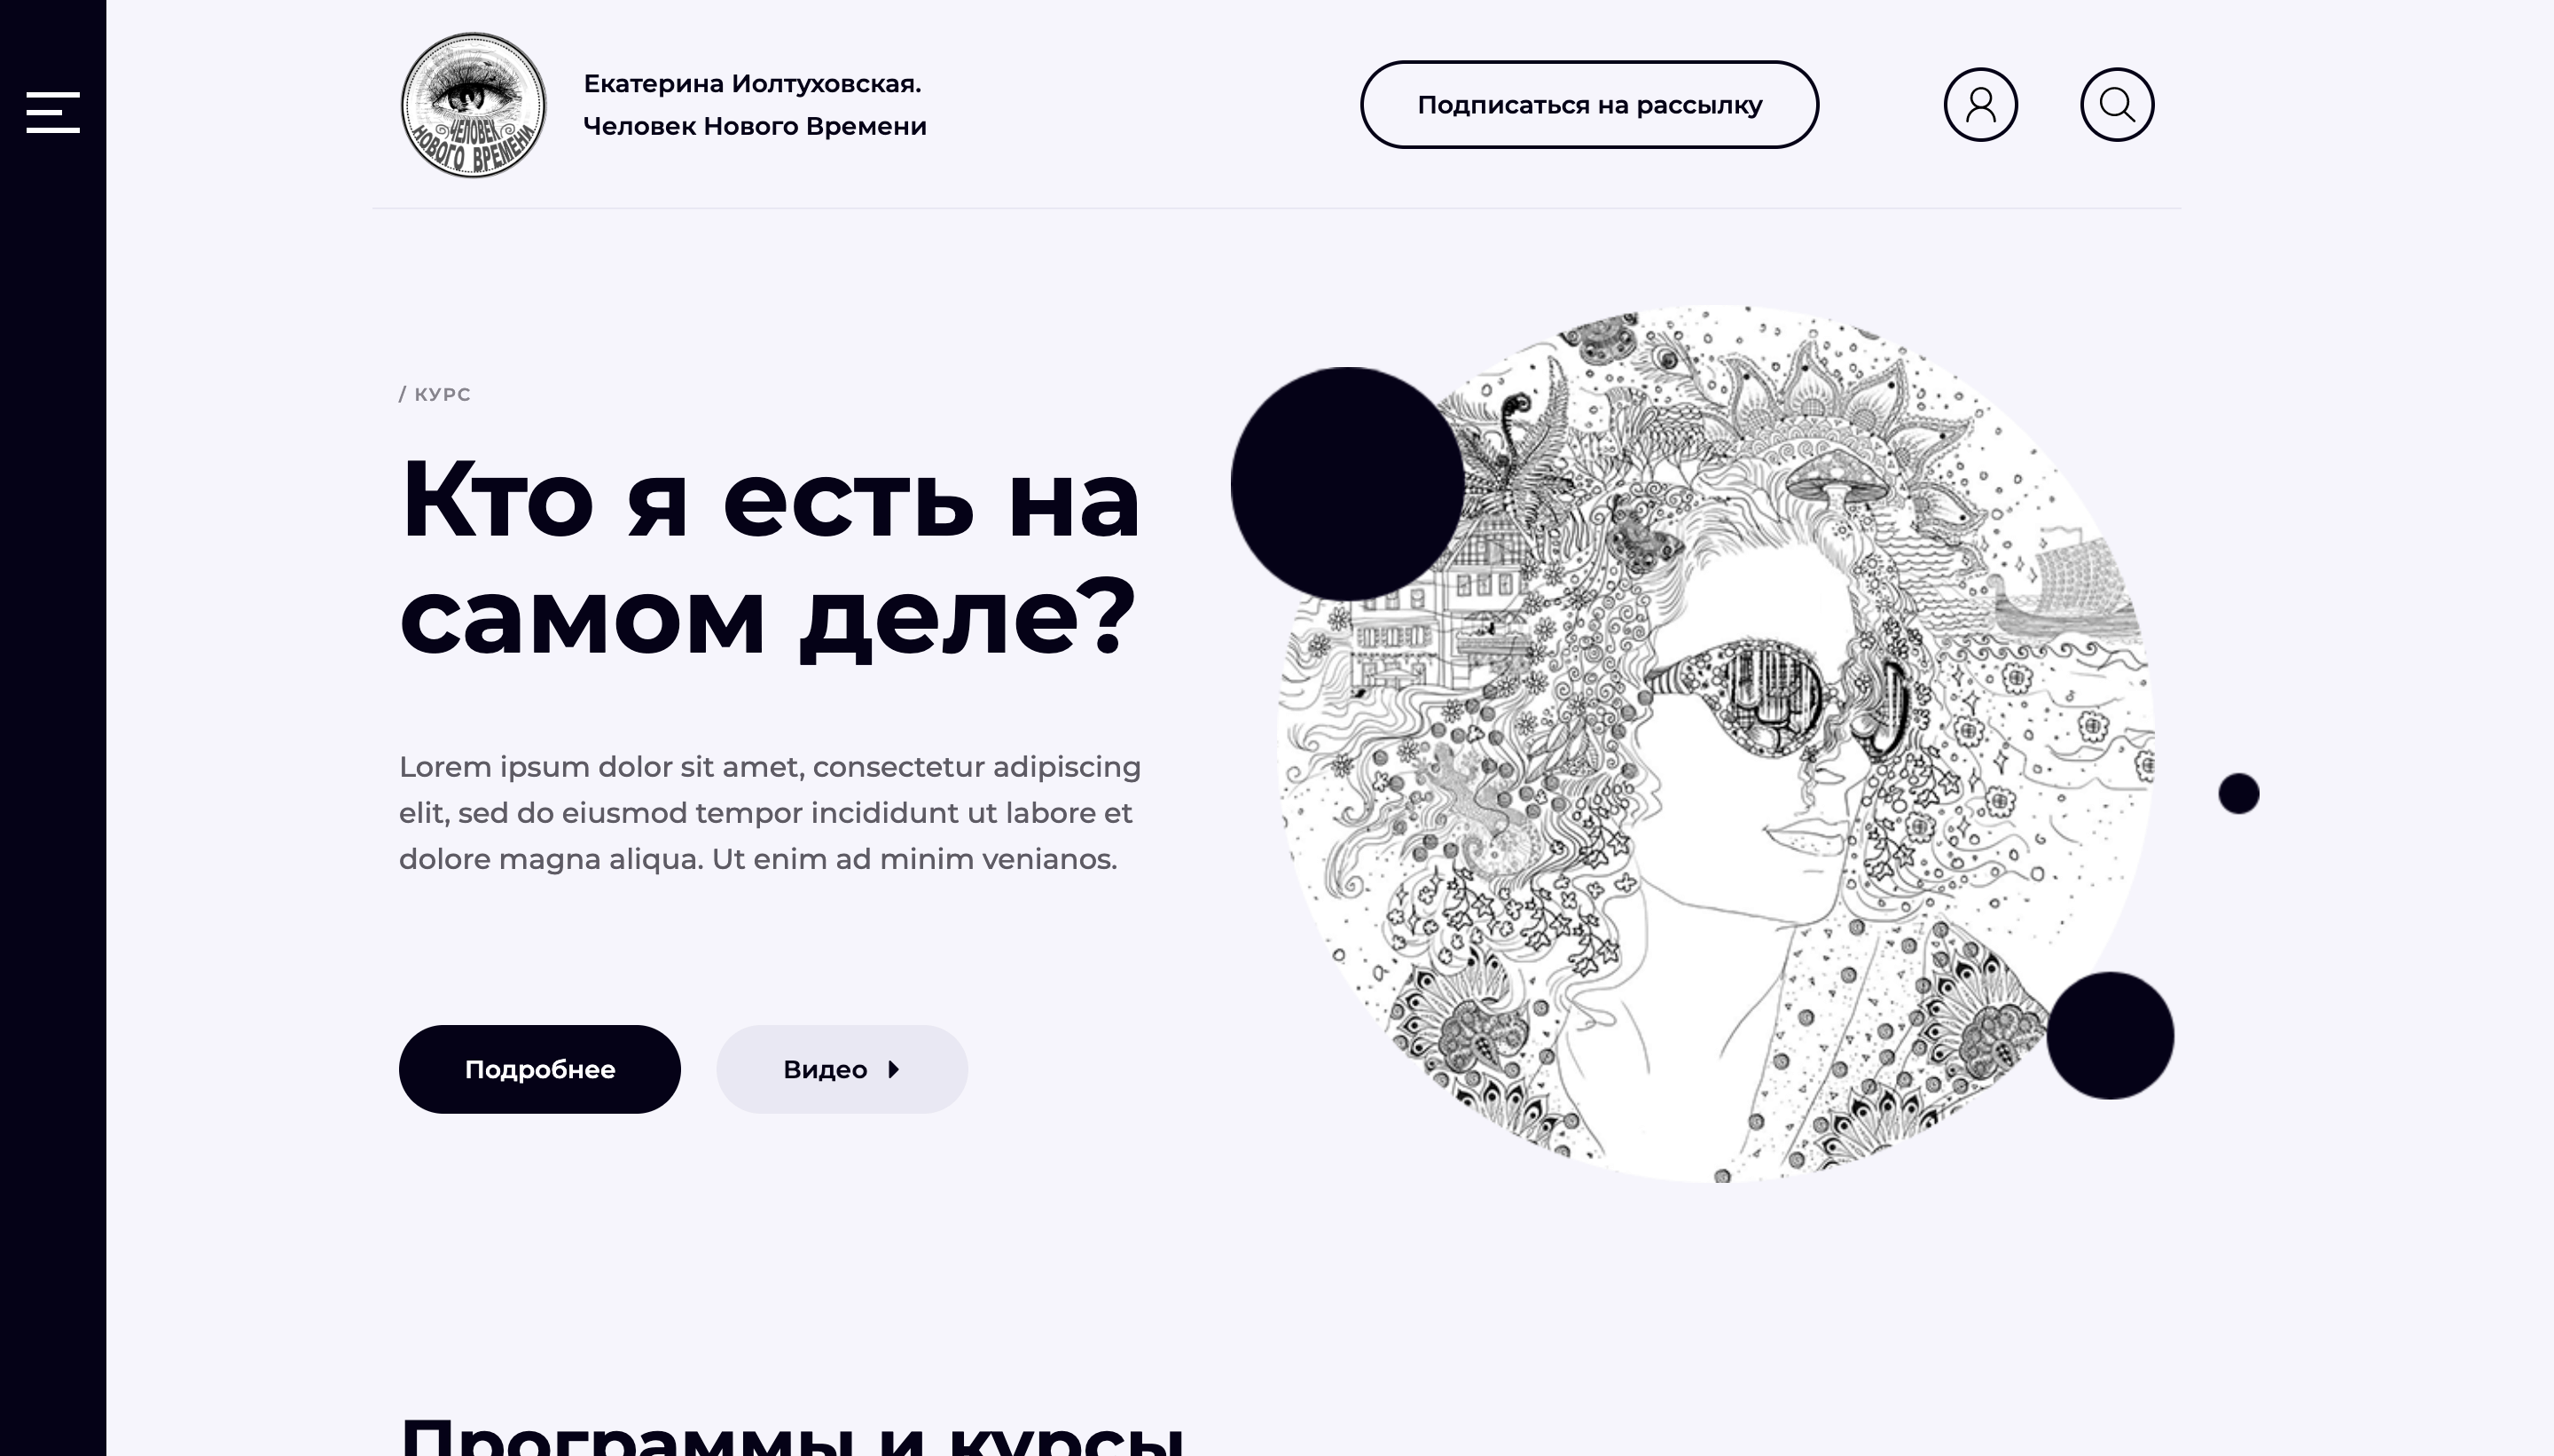 ЧЕЛОВЕК
НОВОГО ВРЕМЕНИ
Екатерина Иолтуховская.
Человек Нового Времени
Подписаться на рассылку
/ КУРС
Кто я есть на
самом деле?
Lorem ipsum dolor sit amet, consectetur adipiscing
elit, sed do eiusmod tempor incididunt ut labore et
dolore magna aliqua. Ut enim ad minim venianos.
Подробнее
Видео
Программы и курсы